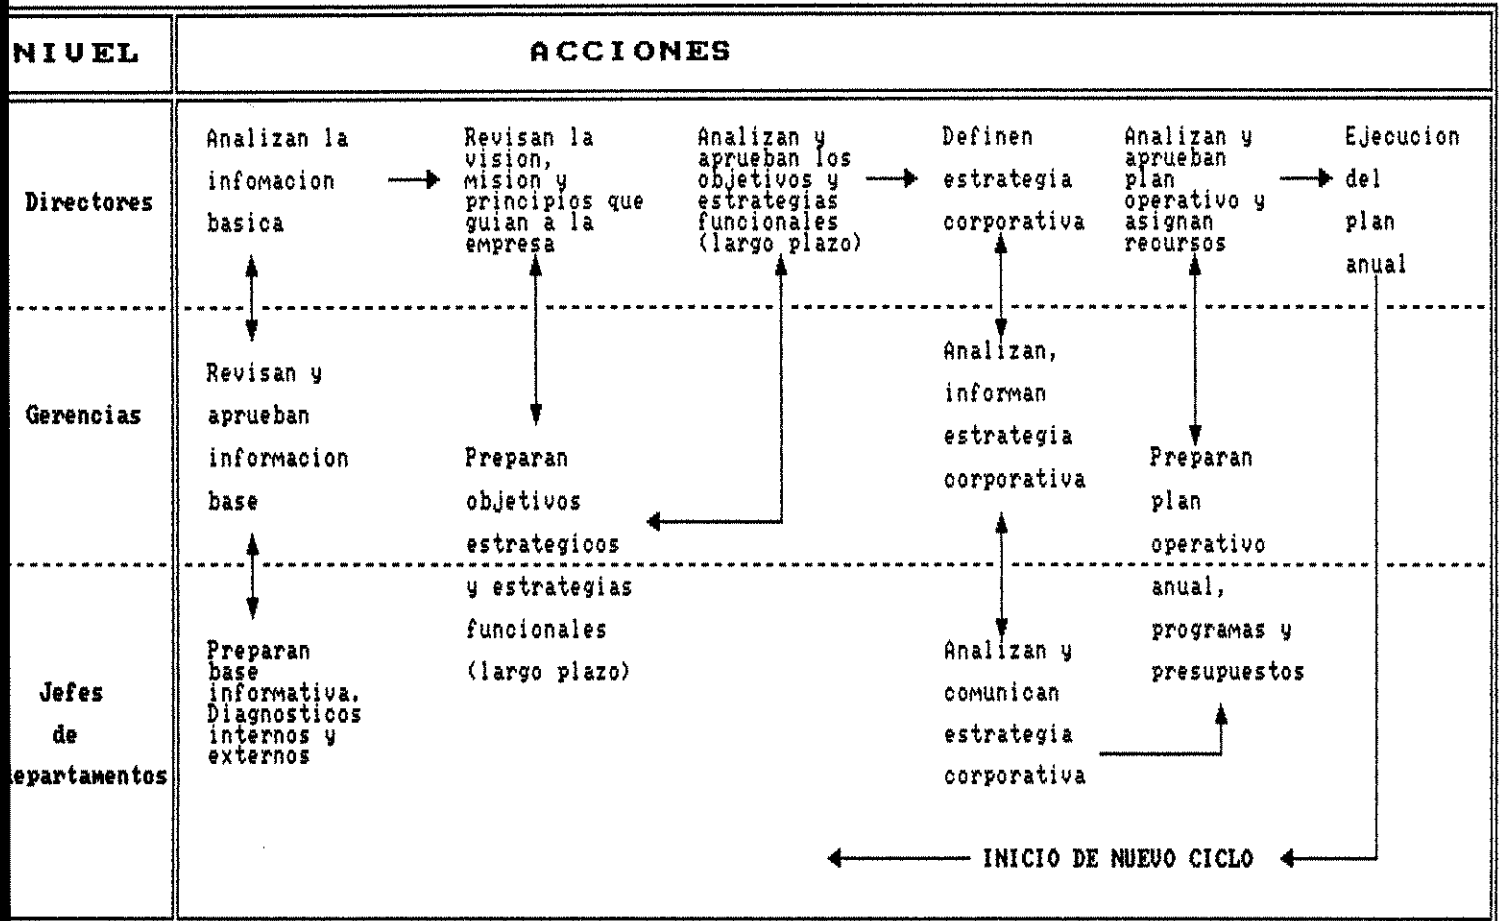 NIVEL
ACCIONES
Directores
Analizan la
infomacion
basica
Revisan la
vision,
mision y
principios que
guian a la
empresa
Analizan y
aprueban los
objetivos y
estrategias
funcionales
(largo plazo)
Definen
estrategia
corporativa
Analizan y
aprueban
plan
operativo y
asignan
recursos
Ejecucion
del
plan
anual
Gerencias
Revisan y
aprueban
informacion
base
Preparan
objetivos
estrategicos
y estrategias
funcionales
(largo plazo)
Analizan,
informan
estrategia
corporativa
Preparan
plan
operativo
anual,
programas y
presupuestos
Jefes
de
epartamentos
Preparan
base
informativa.
Diagnosticos
internos y
externos
Analizan y
comunican
estrategia
corporativa
INICIO DE NUEVO CICLO